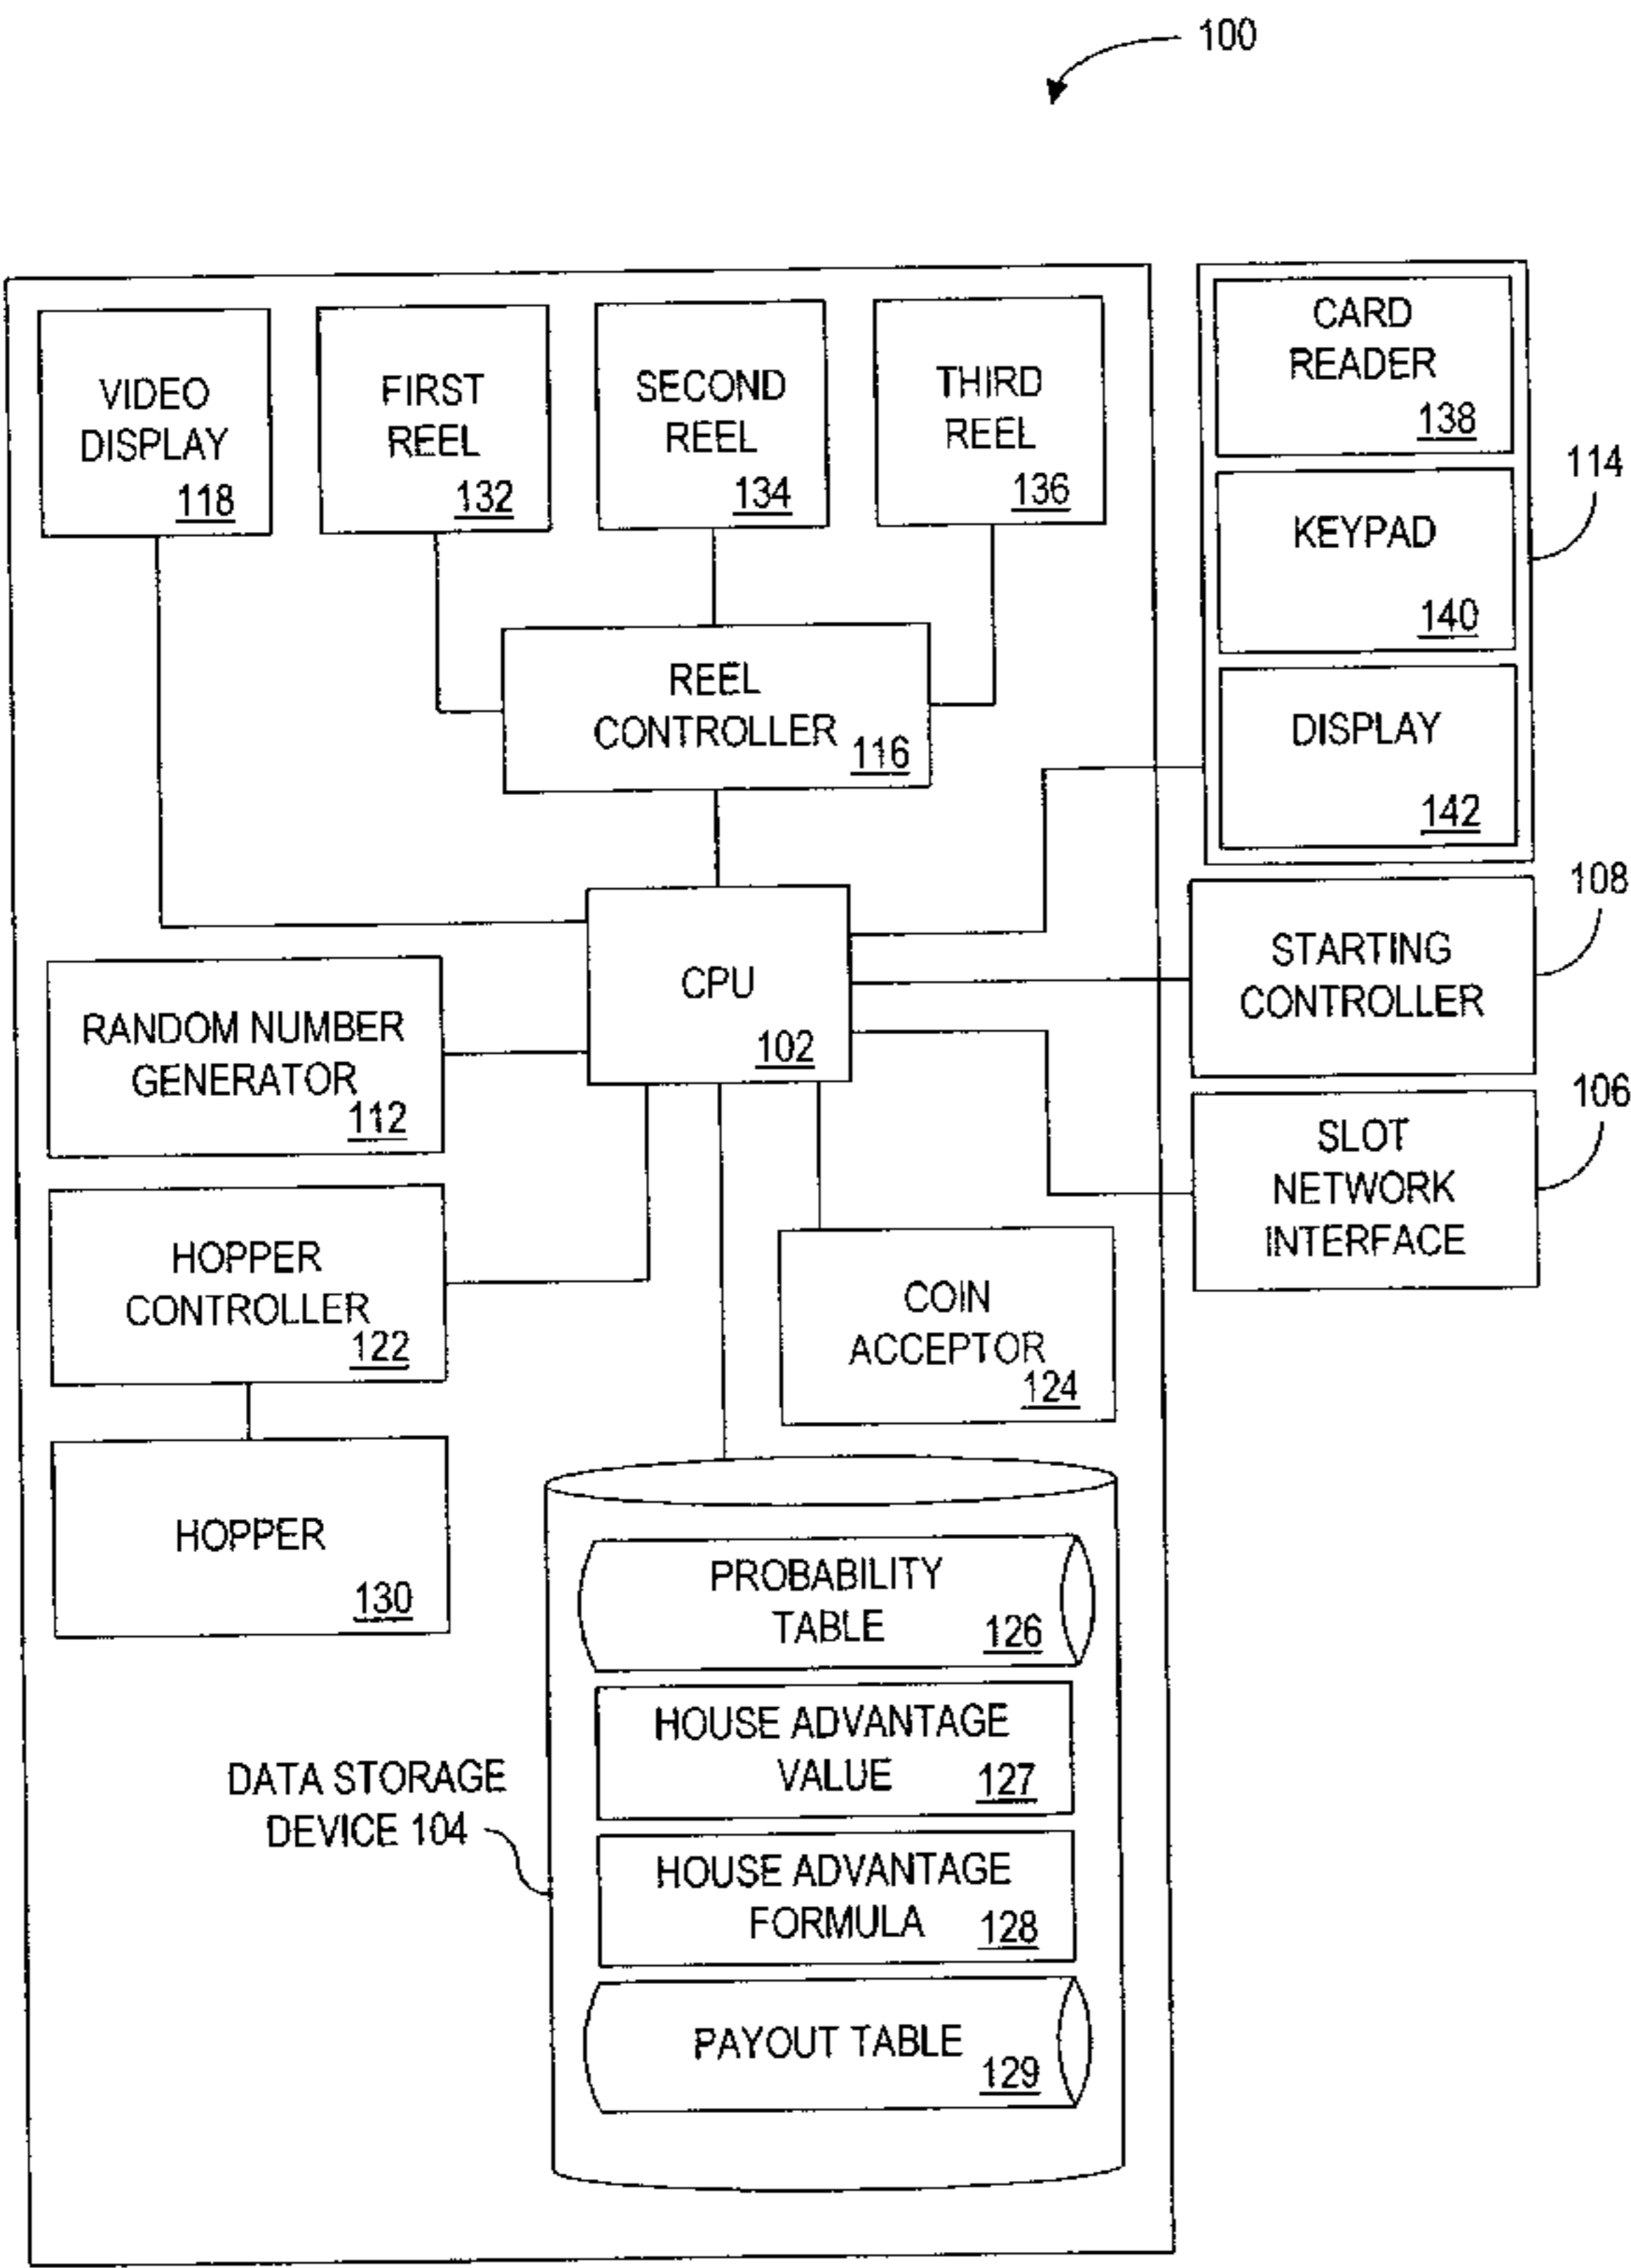 100
VIDEO
DISPLAY
118
FIRST
REEL
132
SECOND
REEL
134
THIRD
REEL
136
CARD
READER
138
KEYPAD
140
DISPLAY
142
114
REEL
CONTROLLER 116
CPU
102
STARTING
CONTROLLER
108
RANDOM NUMBER
GENERATOR
112
SLOT
NETWORK
INTERFACE
106
HOPPER
CONTROLLER
122
COIN
ACCEPTOR
124
HOPPER
130
DATA STORAGE
DEVICE 104
PROBABILITY
TABLE 126
HOUSE ADVANTAGE
VALUE 127
HOUSE ADVANTAGE
FORMULA 128
PAYOUT TABLE
129